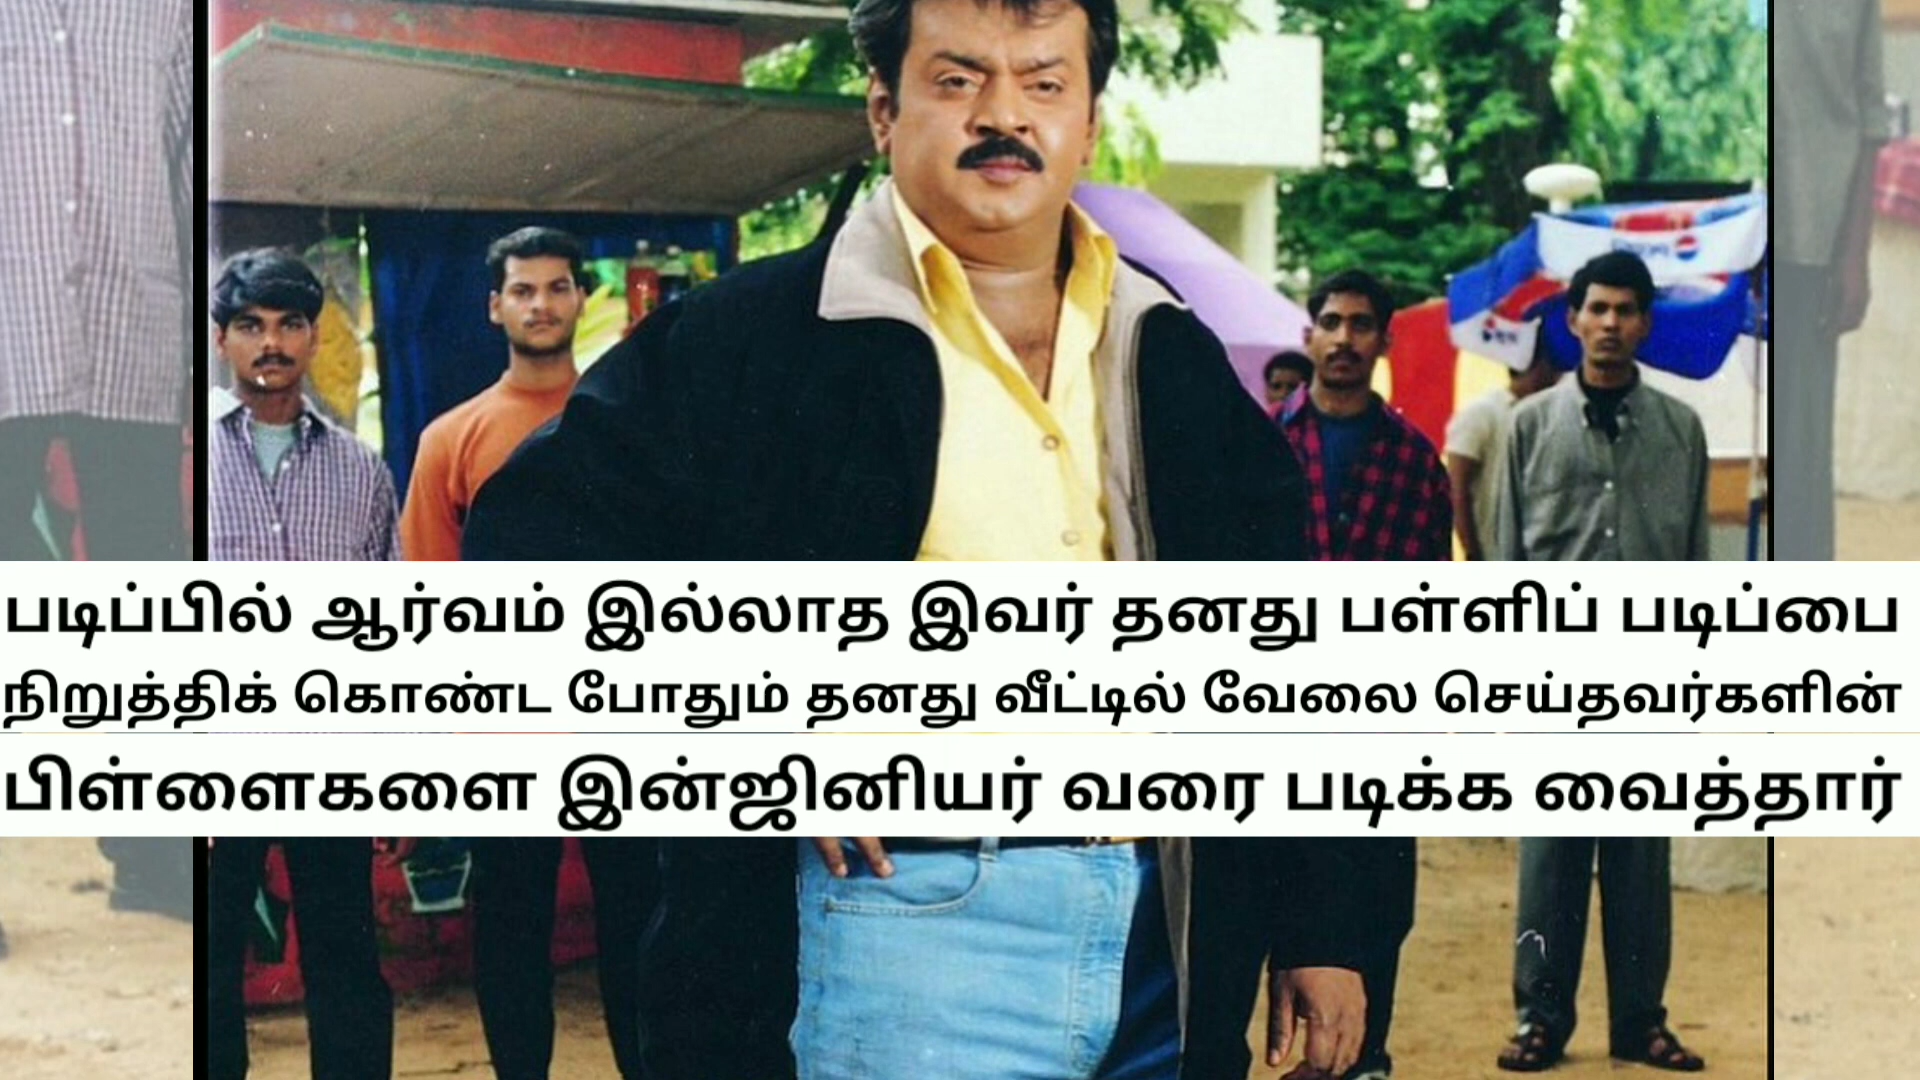 படிப்பில் ஆர்வம் இல்லாத இவர் தனது பள்ளிப் படிப்பை
நிறுத்திக் கொண்ட போதும் தனது வீட்டில் வேலை செய்தவர்களின்
பிள்ளைகளை இன்ஜினியர் வரை படிக்க வைத்தார்